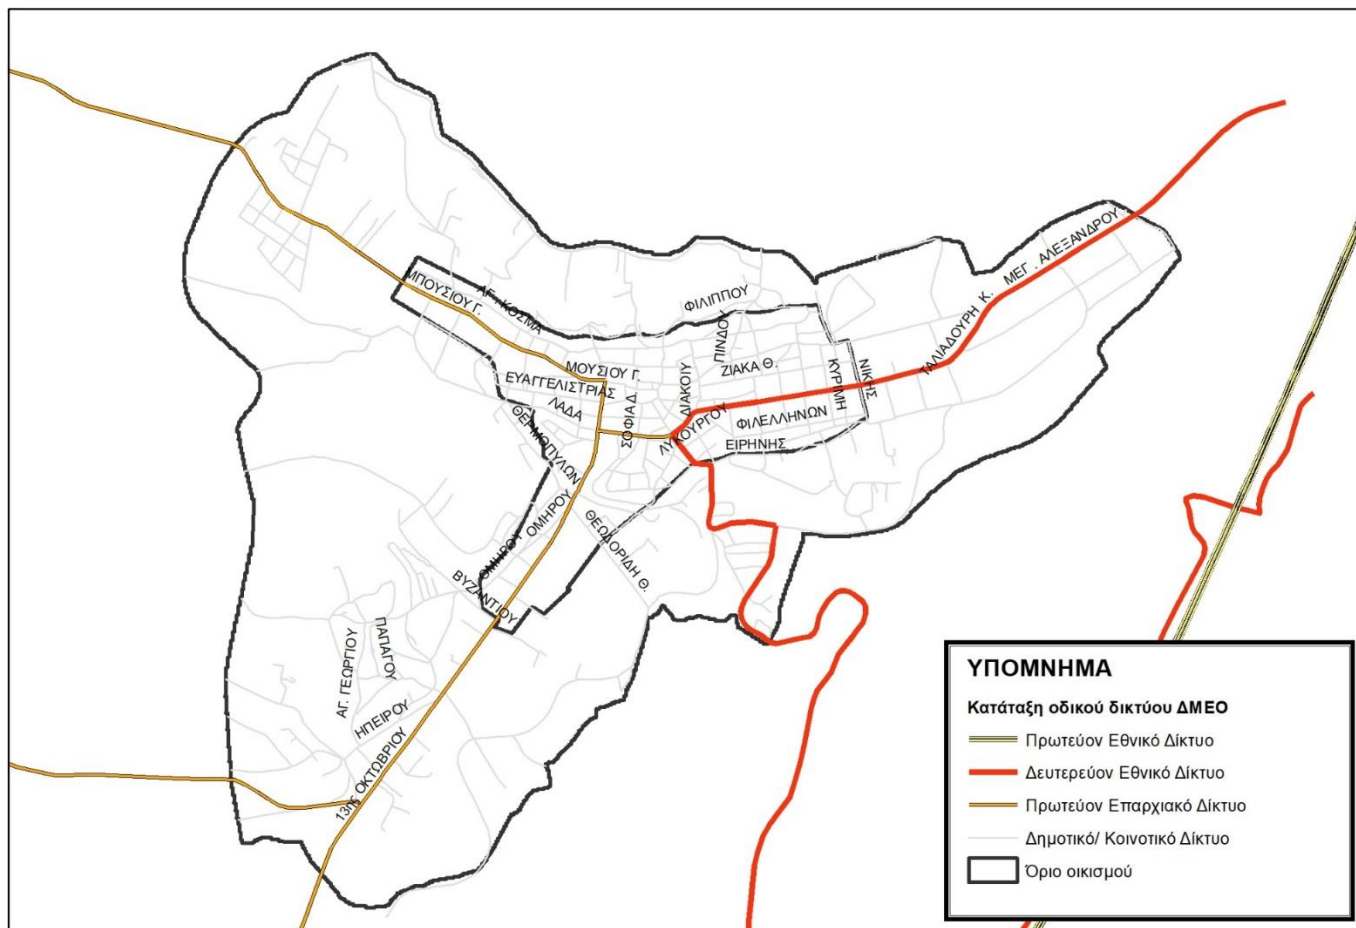 ΜΕΓ. ΑΛΕΞΑΝΔΡΟΥ
ΤΑΛΙΑΔΟΥΡΗ Κ.
ΜΠΟΥΣΙΟΥ Γ.
ΑΓ. ΚΟΣΜΑ
ΦΙΛΙΠΠΟΥ
ΠΙΝΔΟΥ
ΜΟΥΣΙΟΥ Γ.
ΖΙΑΚΑ Θ.
ΚΥΡΙΜΗ
ΝΙΚΗΣ
ΕΥΑΓΓΕΛΙΣΤΡΙΑΣ
ΛΑΔΑ
ΣΟΦΙΑ Δ.
ΔΙΑΚΟΙΥ
ΛΥΚΟΥΡΓΟΥ
ΦΙΛΕΛΛΗΝΩΝ
ΕΙΡΗΝΗΣ
ΘΕΡΜΟΠΥΛΩΝ
ΟΜΗΡΟΥ
ΟΜΗΡΟΥ
ΘΕΩΔΟΡΙΔΗ Θ.
ΒΥΖΑΝΤΙΟΥ
ΑΓ. ΓΕΩΡΓΙΟΥ
ΠΑΠΑΓΟΥ
ΗΠΕΙΡΟΥ
13ης ΟΚΤΩΒΡΙΟΥ
ΥΠΟΜΝΗΜΑ
Κατάταξη οδικού δικτύου ΔΜΕΟ
Πρωτεύον Εθνικό Δίκτυο
Δευτερεύον Εθνικό Δίκτυο
Πρωτεύον Επαρχιακό Δίκτυο
Δημοτικό/ Κοινοτικό Δίκτυο
Όριο οικισμού